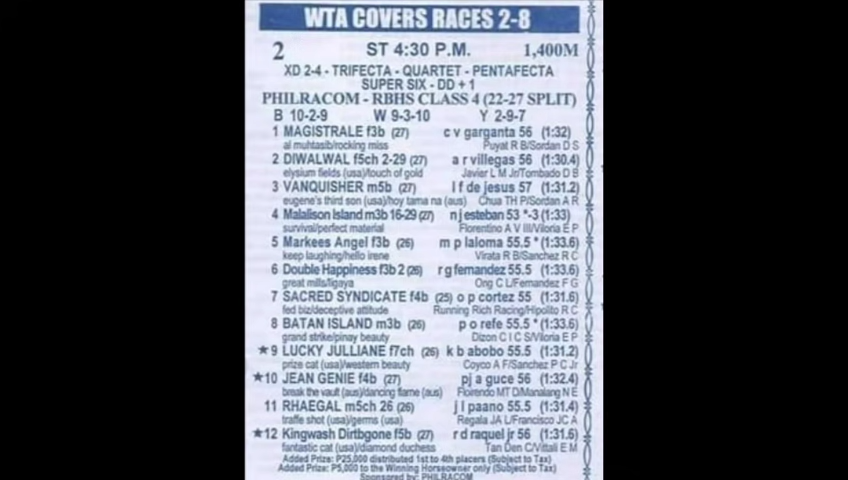 WTA COVERS RACES 2-8
2 ST 4:30 P.M. 1,400M
XD 2-4 - TRIFECTA - QUARTET - PENTAFECTA
SUPER SIX - DD + 1
PHILRACOM - RBHS CLASS 4 (22-27 SPLIT)
B 10-2-9 W 9-3-10 Y 2-9-7
1 MAGISTRALE f3b (27) c v garganta 56 (1:32)
al muhtasib/rocking miss Puyat R B/Sordan D S
2 DIWALWAL f5ch 2-29 (27) a r villegas 56 (1:30.4)
elysium fields (usa)/touch of gold Javier L M Jr/Tombado D B
3 VANQUISHER m5b (27) l f de jesus 57 (1:31.2)
eugene's third son (usa)/hoy tama na (aus) Chua TH P/Sordan A R
4 Malalison Island m3b 16-29 (27) n j esteban 53 *-3 (1:33)
survival/perfect material Florentino A V III/Viloria E P
5 Markees Angel f3b (26) m p laloma 55.5 * (1:33.6)
keep laughing/hello irene Virata R B/Sanchez R C
6 Double Happiness f3b 2 (26) r g fernandez 55.5 (1:33.6)
great mills/ligaya Ong C L/Fernandez F G
7 SACRED SYNDICATE f4b (25) o p cortez 55 (1:31.6)
fed biz/deceptive attitude Running Rich Racing/Hipolito R C
8 BATAN ISLAND m3b (26) p o refe 55.5 * (1:33.6)
grand strike/pinay beauty Dizon C I C S/Viloria E P
★9 LUCKY JULLIANE f7ch (26) k b abobo 55.5 (1:31.2)
prize cat (usa)/western beauty Coyco A F/Sanchez P C Jr
★10 JEAN GENIE f4b (27) pj a guce 56 (1:32.4)
break the vault (aus)/dancing flame (aus) Floirendo MT D/Manalang N E
11 RHAEGAL m5ch 26 (26) j l paano 55.5 (1:31.4)
traffe shot (usa)/germs (usa) Regala JA L/Francisco JC A
★12 Kingwash Dirtbgone f5b (27) r d raquel jr 56 (1:31.6)
fantastic cat (usa)/diamond duchess Tan Den C/Vittali E M
Added Prize: P25,000 distributed 1st to 4th placers (Subject to Tax)
Added Prize: P5,000 to the Winning Horseowner only (Subject to Tax)
Sponsored by: PHILRACOM